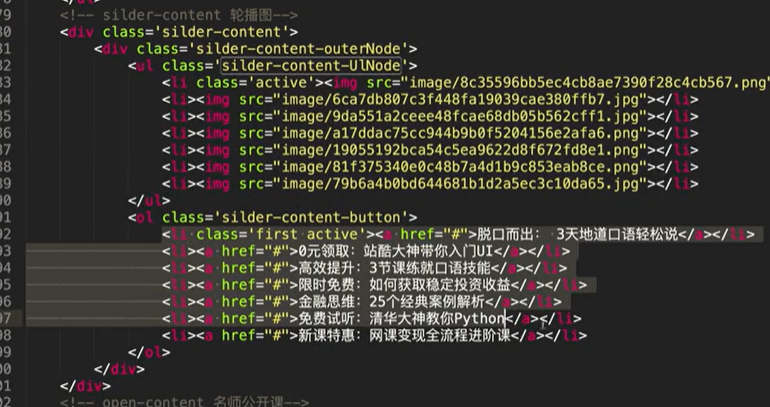 79 <!-- silder-content 轮播图-->
80 <div class='silder-content'>
81 <div class='silder-content-outerNode'>
82 <ul class='silder-content-UlNode'>
83 <li class='active'><img src="image/8c35596bb5ec4cb8ae7390f28c4cb567.png"
84 <li><img src="image/6ca7db807c3f448fa19039cae380ffb7.jpg"></li>
85 <li><img src="image/9da551a2ceee48fcae68db05b562cff1.jpg"></li>
86 <li><img src="image/a17ddac75cc944b9b0f5204156e2afa6.png"></li>
87 <li><img src="image/19055192bca54c5ea9622d8f672fd8e1.png"></li>
88 <li><img src="image/81f375340e0c48b7a4d1b9c853eab8ce.png"></li>
89 <li><img src="image/79b6a4b0bd644681b1d2a5ec3c10da65.jpg"></li>
90 </ul>
91 <ol class='silder-content-button'>
92 <li class='first active'><a href="#">脱口而出: 3天地道口语轻松说</a></li>
93 <li><a href="#">0元领取: 站酷大神带你入门UI</a></li>
94 <li><a href="#">高效提升: 3节课练就口语技能</a></li>
95 <li><a href="#">限时免费: 如何获取稳定投资收益</a></li>
96 <li><a href="#">金融思维: 25个经典案例解析</a></li>
97 <li><a href="#">免费试听: 清华大神教你Python</a></li>
98 <li><a href="#">新课特惠: 网课变现全流程进阶课</a></li>
99 </ol>
00 </div>
01 </div>
02 <!-- open-content 名师公开课-->